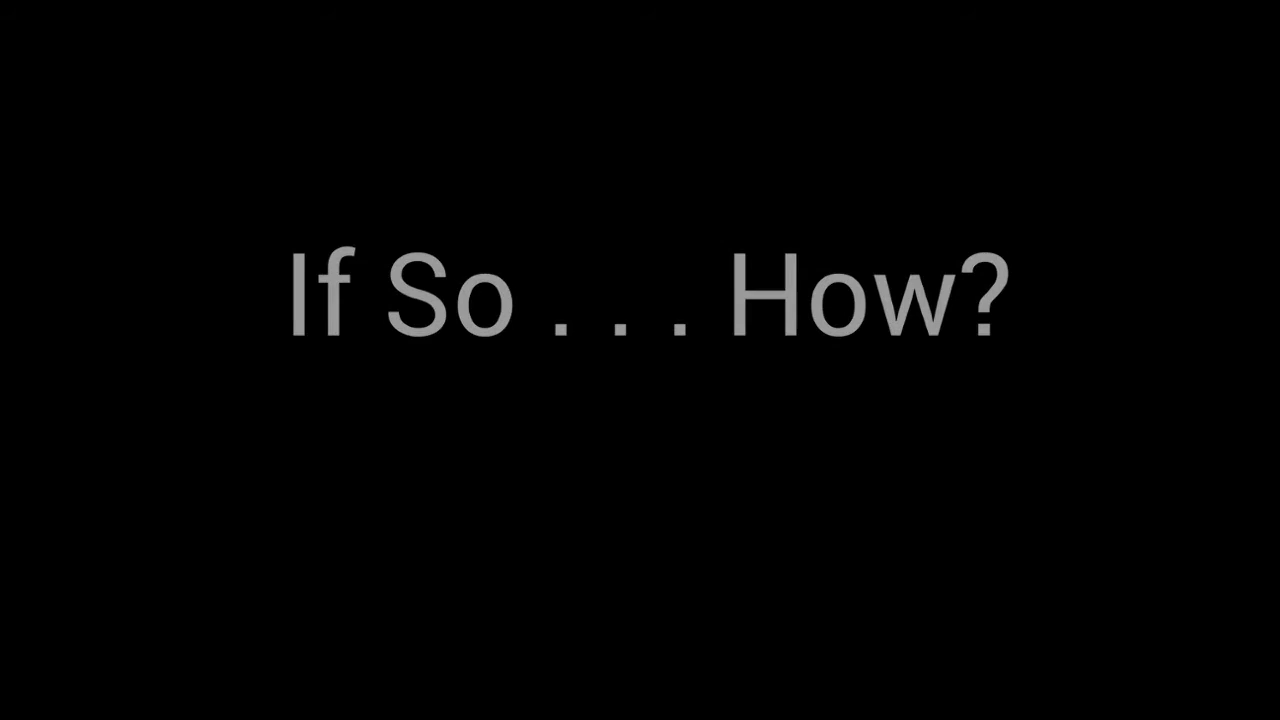 If So . . . How?